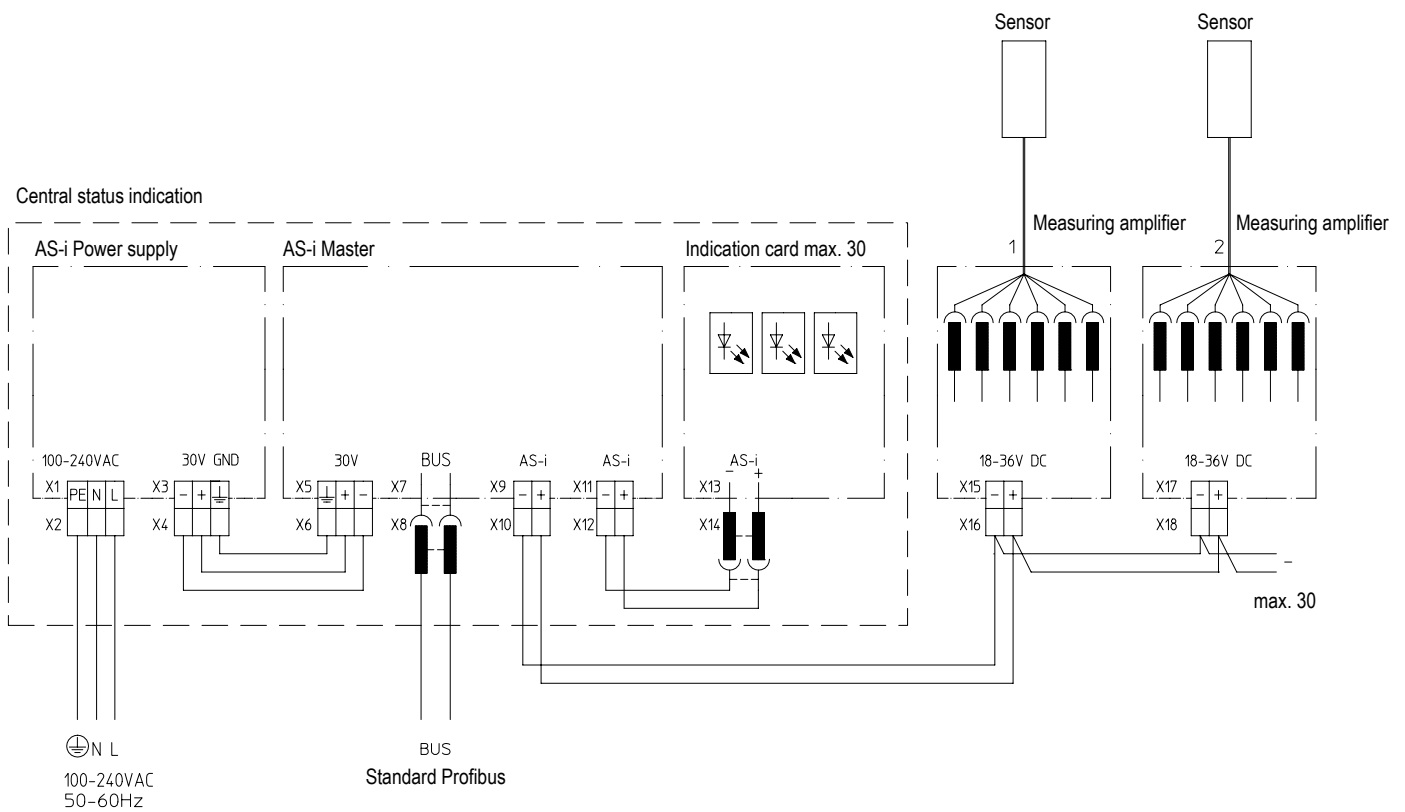 Sensor
Sensor
Central status indication
Measuring amplifier
Measuring amplifier
1
2
AS-i Power supply
AS-i Master
Indication card max. 30
100-240VAC
30V GND
30V
BUS
AS-i
AS-i
AS-i
18-36V DC
18-36V DC
X1
PE N L
X3
- +
X5
+ -
X7
X9
- +
X11
- +
X13
- +
X15
- +
X17
- +
X2
X4
X6
X8
X10
X12
X14
X16
X18
-
max. 30
N L
BUS
100-240VAC
50-60Hz
Standard Profibus